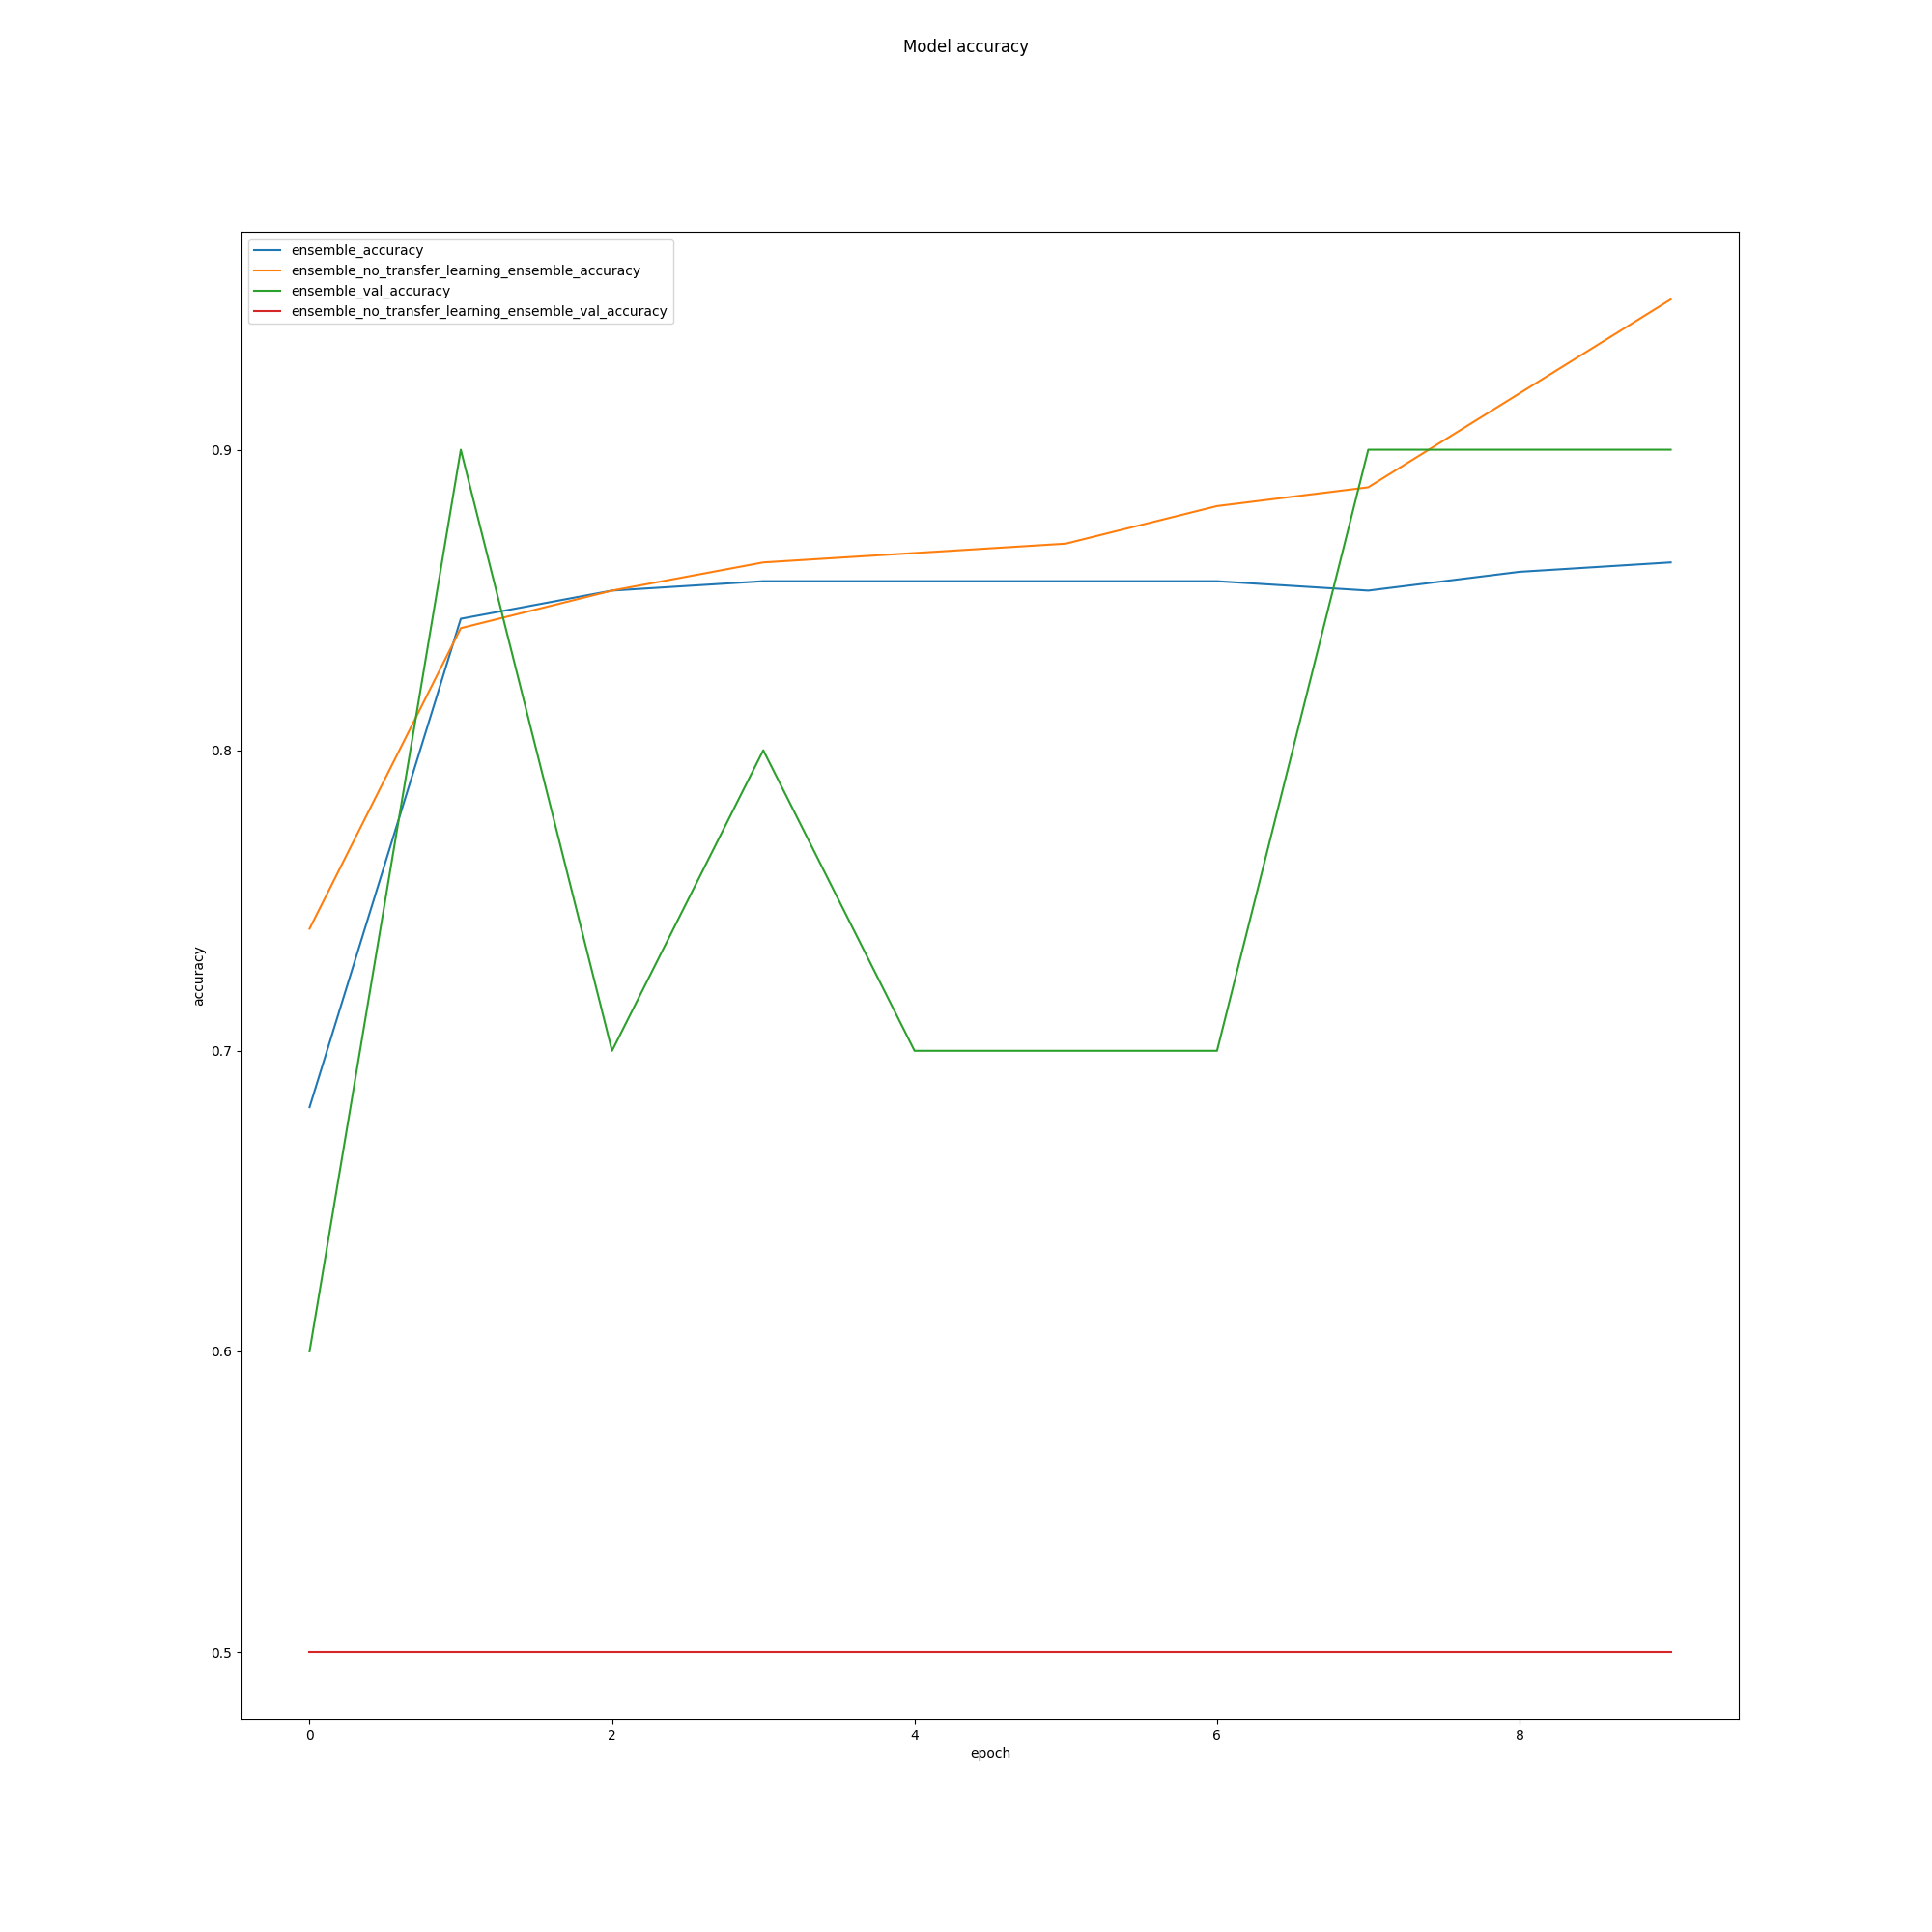 Model accuracy
ensemble_accuracy
ensemble_no_transfer_learning_ensemble_accuracy
ensemble_val_accuracy
ensemble_no_transfer_learning_ensemble_val_accuracy
0.9
0.8
accuracy
0.7
0.6
0.5
0 2 4 6 8
epoch